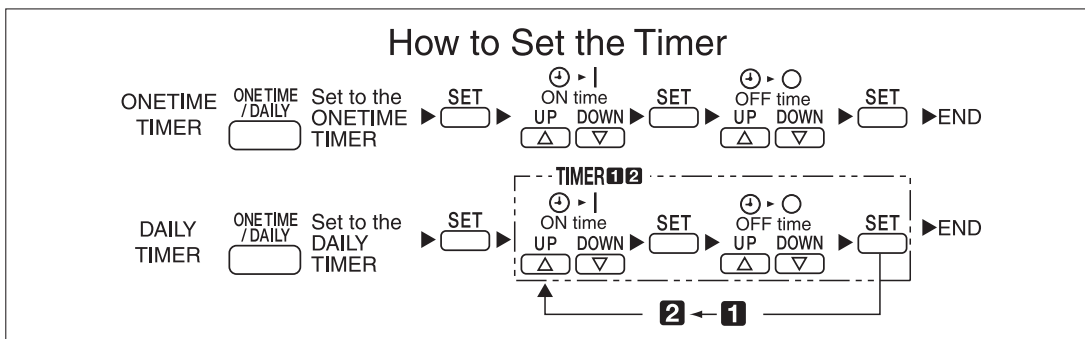 How to Set the Timer
ONETIME
TIMER
ONETIME
/ DAILY
Set to the
ONETIME
TIMER
SET
ON time
UP DOWN
SET
OFF time
UP DOWN
SET
END
DAILY
TIMER
ONETIME
/ DAILY
Set to the
DAILY
TIMER
SET
TIMER 1 2
ON time
UP DOWN
SET
OFF time
UP DOWN
SET
END
2 1